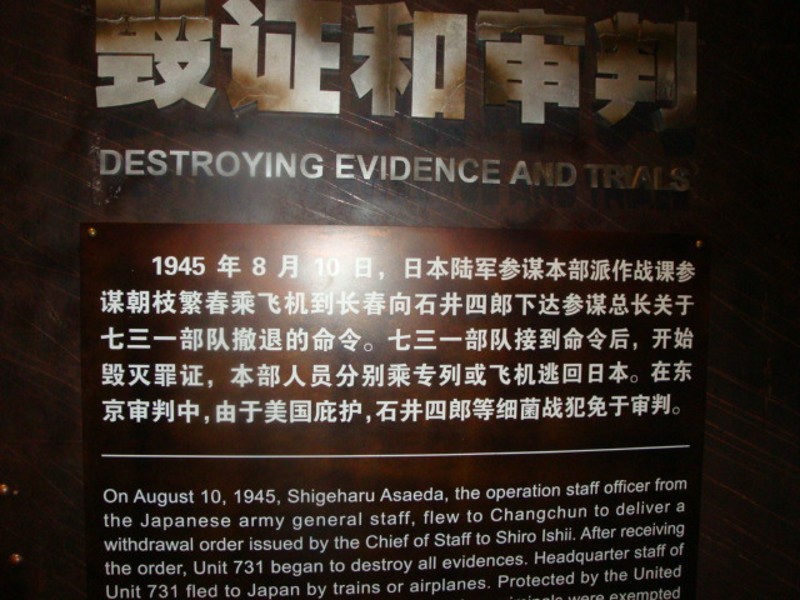 毁证和审判
DESTROYING EVIDENCE AND TRIALS
1945 年 8 月 10 日，日本陆军参谋本部派作战课参
谋朝枝繁春乘飞机到长春向石井四郎下达参谋总长关于
七三一部队撤退的命令。七三一部队接到命令后，开始
毁灭罪证，本部人员分别乘专列或飞机逃回日本。在东
京审判中，由于美国庇护，石井四郎等细菌战犯免于审判。
On August 10, 1945, Shigeharu Asaeda, the operation staff officer from
the Japanese army general staff, flew to Changchun to deliver a
withdrawal order issued by the Chief of Staff to Shiro Ishii. After receiving
the order, Unit 731 began to destroy all evidences. Headquarter staff of
Unit 731 fled to Japan by trains or airplanes. Protected by the United
were exempted